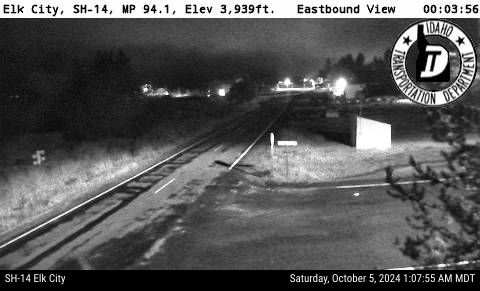 Elk City, SH-14, MP 94.1, Elev 3,939ft. Eastbound View 00:03:56
IDAHO
TRANSPORTATION DEPARTMENT
SH-14 Elk City Saturday, October 5, 2024 1:07:55 AM MDT